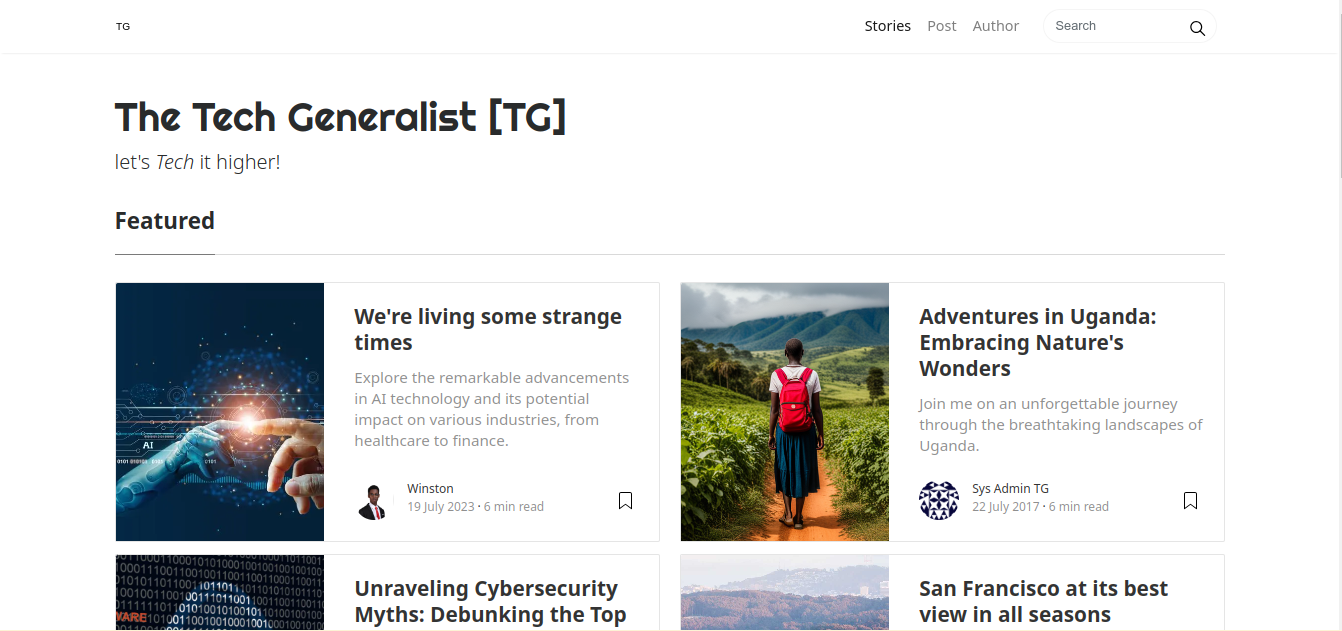 TG
Stories Post Author Search
The Tech Generalist [TG]
let's Tech it higher!
Featured
We're living some strange
times
Explore the remarkable advancements
in AI technology and its potential
impact on various industries, from
healthcare to finance.
Winston
19 July 2023 · 6 min read
AI
Adventures in Uganda:
Embracing Nature's
Wonders
Join me on an unforgettable journey
through the breathtaking landscapes of
Uganda.
Sys Admin TG
22 July 2017 · 6 min read
Unraveling Cybersecurity
Myths: Debunking the Top
WARE
San Francisco at its best
view in all seasons